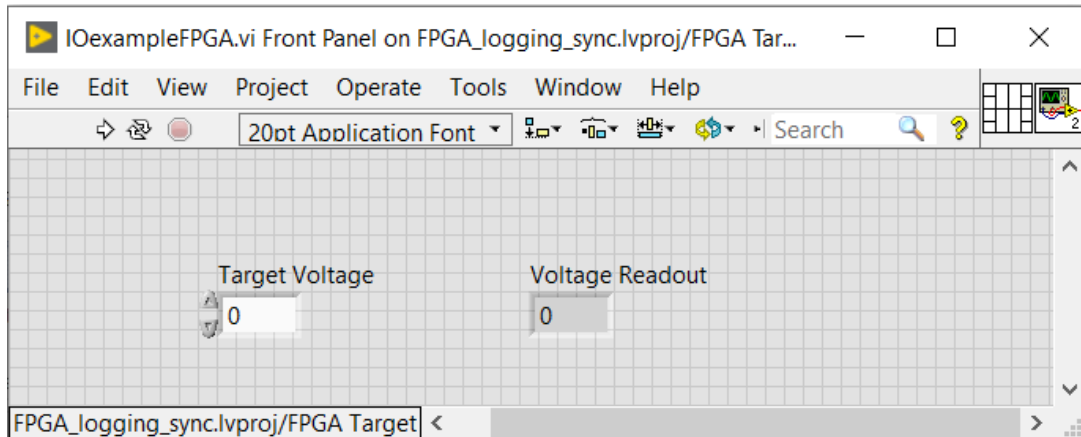 IOexampleFPGA.vi Front Panel on FPGA_logging_sync.lvproj/FPGA Tar...
File Edit View Project Operate Tools Window Help
20pt Application Font Search 2
Target Voltage Voltage Readout
0 0
FPGA_logging_sync.lvproj/FPGA Target